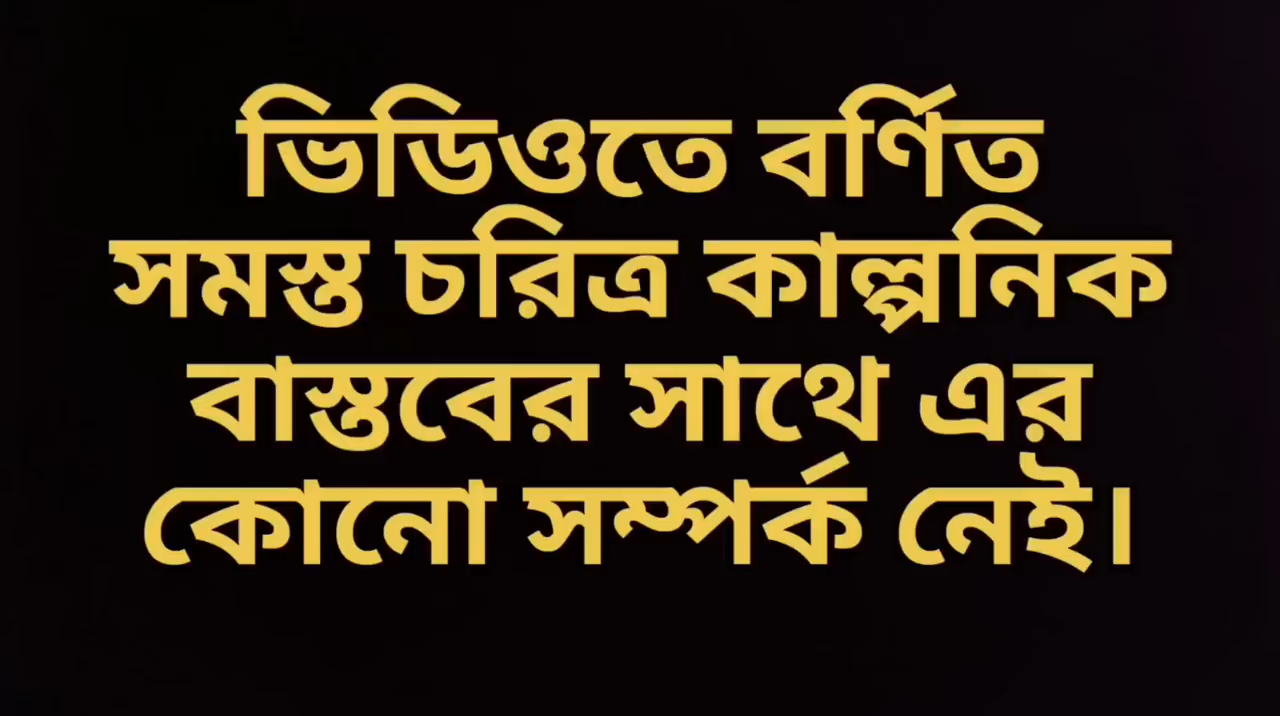 ভিডিওতে বর্ণিত
সমস্ত চরিত্র কাল্পনিক
বাস্তবের সাথে এর
কোনো সম্পর্ক নেই।